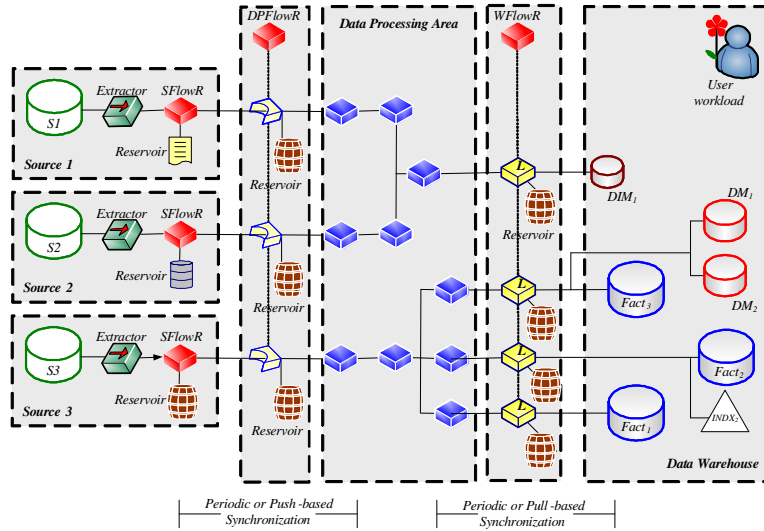 DPFlowR
Data Processing Area
WFlowR
User
workload
Extractor
SFlowR
S1
Reservoir
Source 1
Reservoir
L
DIM1
Extractor
SFlowR
S2
Reservoir
Source 2
Reservoir
Reservoir
DM1
L
Fact3
DM2
Extractor
SFlowR
S3
Reservoir
Source 3
Reservoir
L
Fact2
L
Fact1
INDX2
Data Warehouse
Periodic or Push-based
Synchronization
Periodic or Pull-based
Synchronization